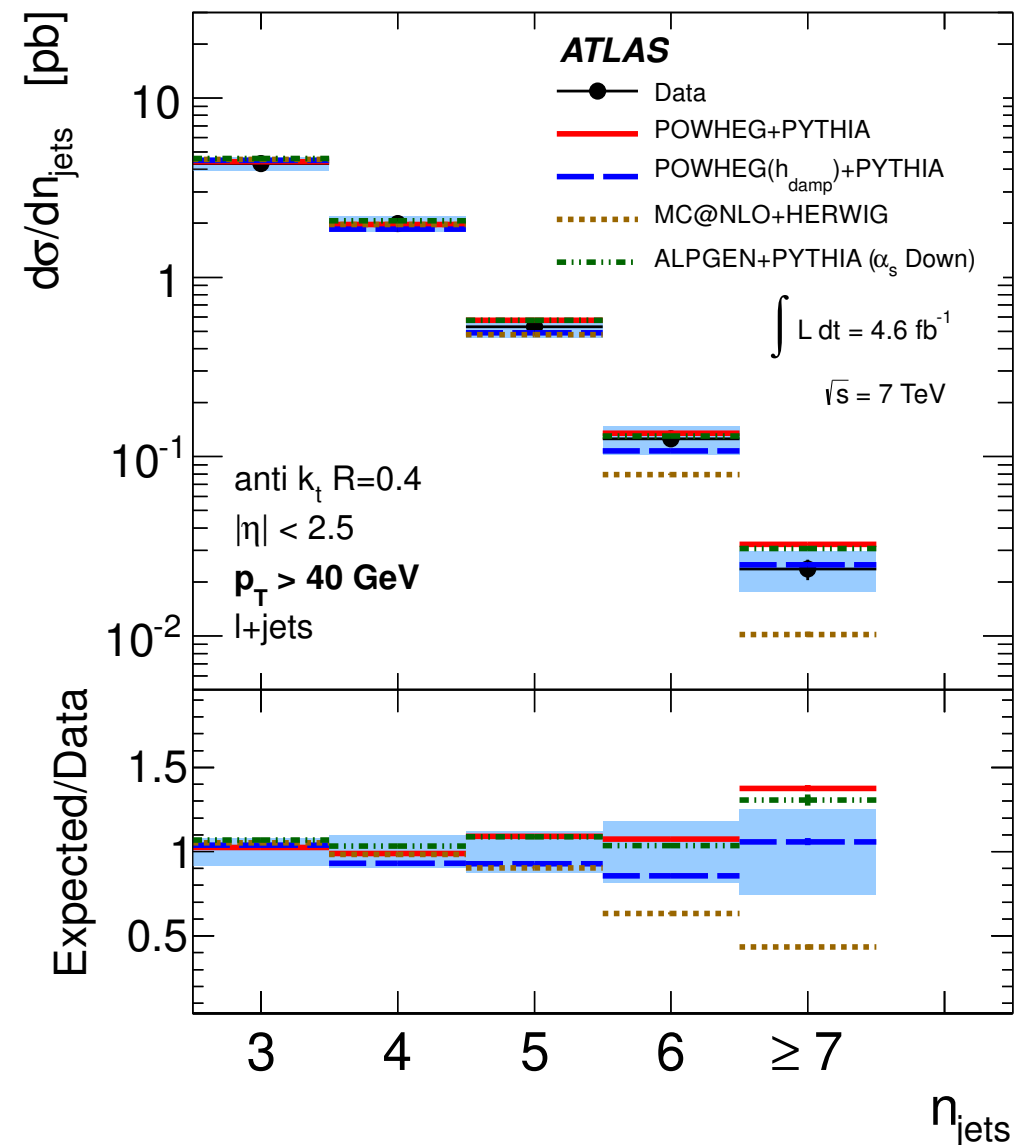 ATLAS
Data
POWHEG+PYTHIA
POWHEG(h_damp)+PYTHIA
MC@NLO+HERWIG
ALPGEN+PYTHIA (α_s Down)
∫ L dt = 4.6 fb^-1
√s = 7 TeV
anti k_t R=0.4
|η| < 2.5
p_T > 40 GeV
l+jets
dσ/dn_jets [pb]
10
1
10^-1
10^-2
Expected/Data
1.5
1
0.5
3 4 5 6 ≥ 7
n_jets